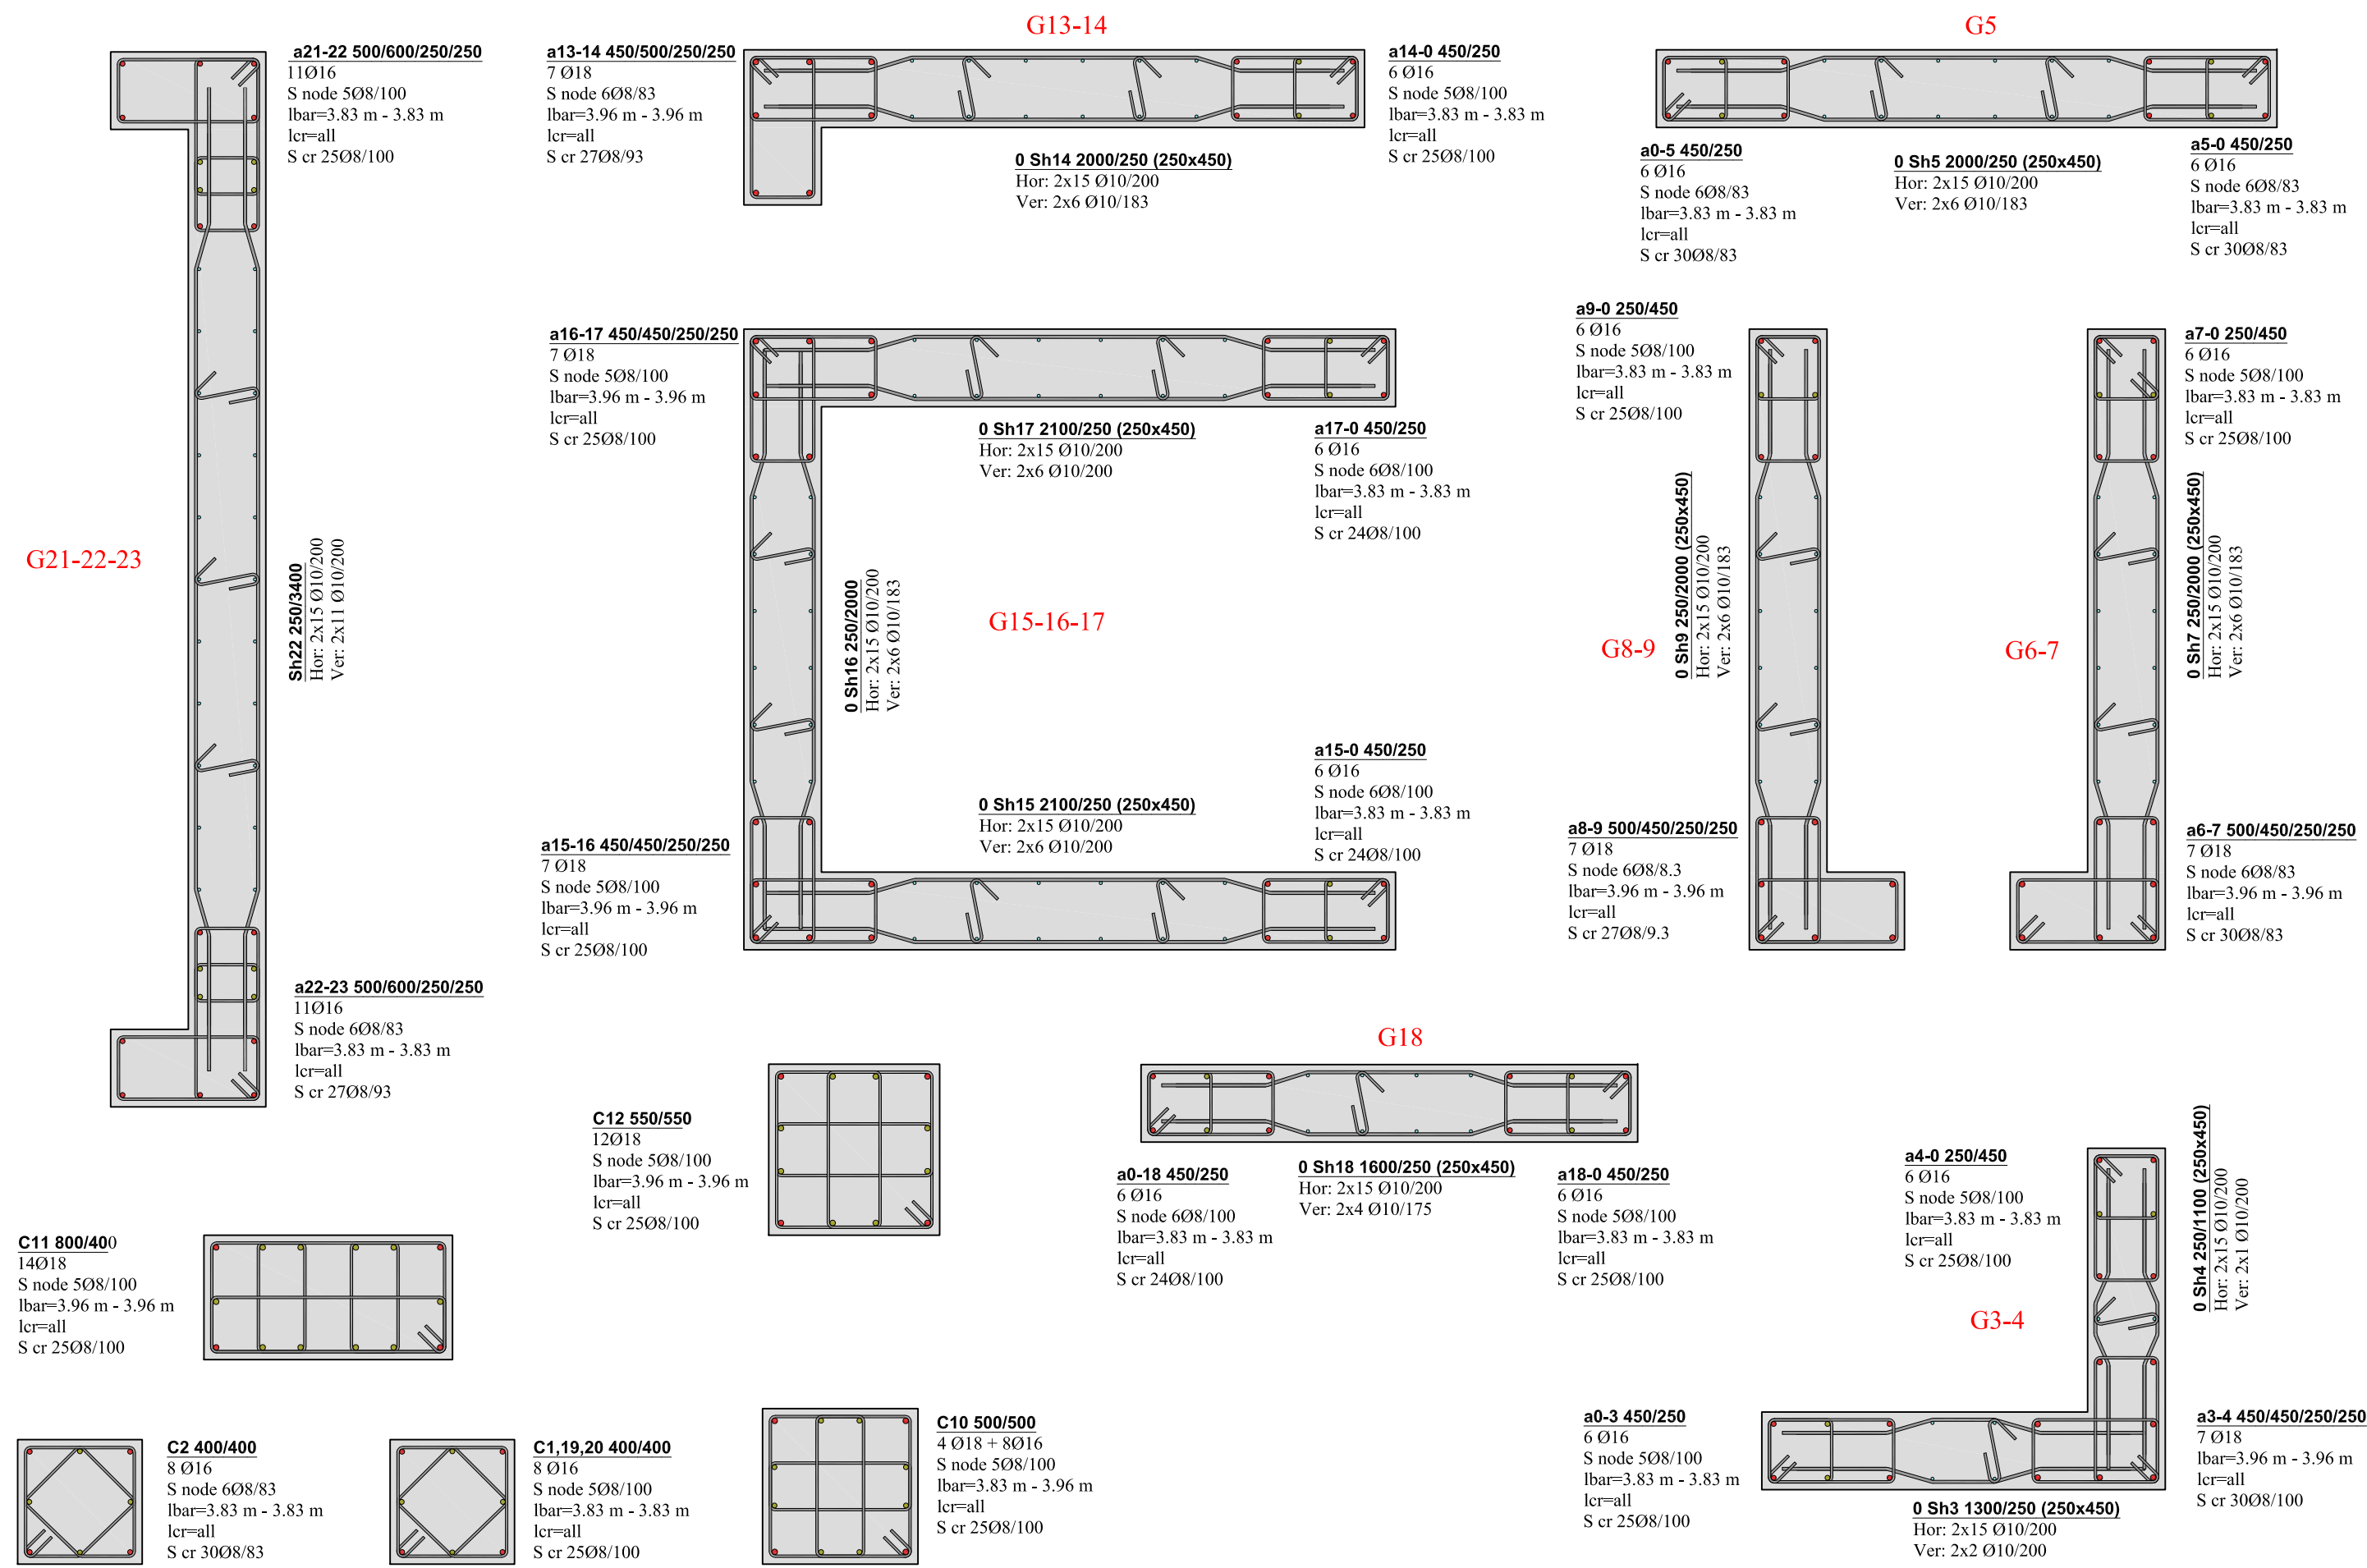 G13-14
G5
a21-22 500/600/250/250
11Ø16
S node 5Ø8/100
lbar=3.83 m - 3.83 m
lcr=all
S cr 25Ø8/100
a13-14 450/500/250/250
7 Ø18
S node 6Ø8/83
lbar=3.96 m - 3.96 m
lcr=all
S cr 27Ø8/93
a14-0 450/250
6 Ø16
S node 5Ø8/100
lbar=3.83 m - 3.83 m
lcr=all
S cr 25Ø8/100
0 Sh14 2000/250 (250x450)
Hor: 2x15 Ø10/200
Ver: 2x6 Ø10/183
a0-5 450/250
6 Ø16
S node 6Ø8/83
lbar=3.83 m - 3.83 m
lcr=all
S cr 30Ø8/83
0 Sh5 2000/250 (250x450)
Hor: 2x15 Ø10/200
Ver: 2x6 Ø10/183
a5-0 450/250
6 Ø16
S node 6Ø8/83
lbar=3.83 m - 3.83 m
lcr=all
S cr 30Ø8/83
a16-17 450/450/250/250
7 Ø18
S node 5Ø8/100
lbar=3.96 m - 3.96 m
lcr=all
S cr 25Ø8/100
0 Sh17 2100/250 (250x450)
Hor: 2x15 Ø10/200
Ver: 2x6 Ø10/200
a17-0 450/250
6 Ø16
S node 6Ø8/100
lbar=3.83 m - 3.83 m
lcr=all
S cr 24Ø8/100
a9-0 250/450
6 Ø16
S node 5Ø8/100
lbar=3.83 m - 3.83 m
lcr=all
S cr 25Ø8/100
a7-0 250/450
6 Ø16
S node 5Ø8/100
lbar=3.83 m - 3.83 m
lcr=all
S cr 25Ø8/100
G21-22-23
Sh22 250/3400
Hor: 2x15 Ø10/200
Ver: 2x11 Ø10/200
0 Sh16 250/2000
Hor: 2x15 Ø10/200
Ver: 2x6 Ø10/183
G15-16-17
G8-9
0 Sh9 250/2000 (250x450)
Hor: 2x15 Ø10/200
Ver: 2x6 Ø10/183
G6-7
0 Sh7 250/2000 (250x450)
Hor: 2x15 Ø10/200
Ver: 2x6 Ø10/183
a15-16 450/450/250/250
7 Ø18
S node 5Ø8/100
lbar=3.96 m - 3.96 m
lcr=all
S cr 25Ø8/100
0 Sh15 2100/250 (250x450)
Hor: 2x15 Ø10/200
Ver: 2x6 Ø10/200
a15-0 450/250
6 Ø16
S node 6Ø8/100
lbar=3.83 m - 3.83 m
lcr=all
S cr 24Ø8/100
a8-9 500/450/250/250
7 Ø18
S node 6Ø8/8.3
lbar=3.96 m - 3.96 m
lcr=all
S cr 27Ø8/9.3
a6-7 500/450/250/250
7 Ø18
S node 6Ø8/83
lbar=3.96 m - 3.96 m
lcr=all
S cr 30Ø8/83
a22-23 500/600/250/250
11Ø16
S node 6Ø8/83
lbar=3.83 m - 3.83 m
lcr=all
S cr 27Ø8/93
G18
C12 550/550
12Ø18
S node 5Ø8/100
lbar=3.96 m - 3.96 m
lcr=all
S cr 25Ø8/100
a0-18 450/250
6 Ø16
S node 6Ø8/100
lbar=3.83 m - 3.83 m
lcr=all
S cr 24Ø8/100
0 Sh18 1600/250 (250x450)
Hor: 2x15 Ø10/200
Ver: 2x4 Ø10/175
a18-0 450/250
6 Ø16
S node 5Ø8/100
lbar=3.83 m - 3.83 m
lcr=all
S cr 25Ø8/100
a4-0 250/450
6 Ø16
S node 5Ø8/100
lbar=3.83 m - 3.83 m
lcr=all
S cr 25Ø8/100
0 Sh4 250/1100 (250x450)
Hor: 2x15 Ø10/200
Ver: 2x1 Ø10/200
G3-4
C11 800/400
14Ø18
S node 5Ø8/100
lbar=3.96 m - 3.96 m
lcr=all
S cr 25Ø8/100
C2 400/400
8 Ø16
S node 6Ø8/83
lbar=3.83 m - 3.83 m
lcr=all
S cr 30Ø8/83
C1,19,20 400/400
8 Ø16
S node 5Ø8/100
lbar=3.83 m - 3.83 m
lcr=all
S cr 25Ø8/100
C10 500/500
4 Ø18 + 8Ø16
S node 5Ø8/100
lbar=3.83 m - 3.96 m
lcr=all
S cr 25Ø8/100
a0-3 450/250
6 Ø16
S node 5Ø8/100
lbar=3.83 m - 3.83 m
lcr=all
S cr 25Ø8/100
0 Sh3 1300/250 (250x450)
Hor: 2x15 Ø10/200
Ver: 2x2 Ø10/200
a3-4 450/450/250/250
7 Ø18
lbar=3.96 m - 3.96 m
lcr=all
S cr 30Ø8/100